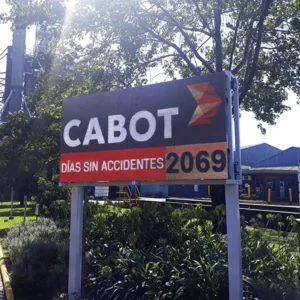 CABOT
DÍAS SIN ACCIDENTES 2069